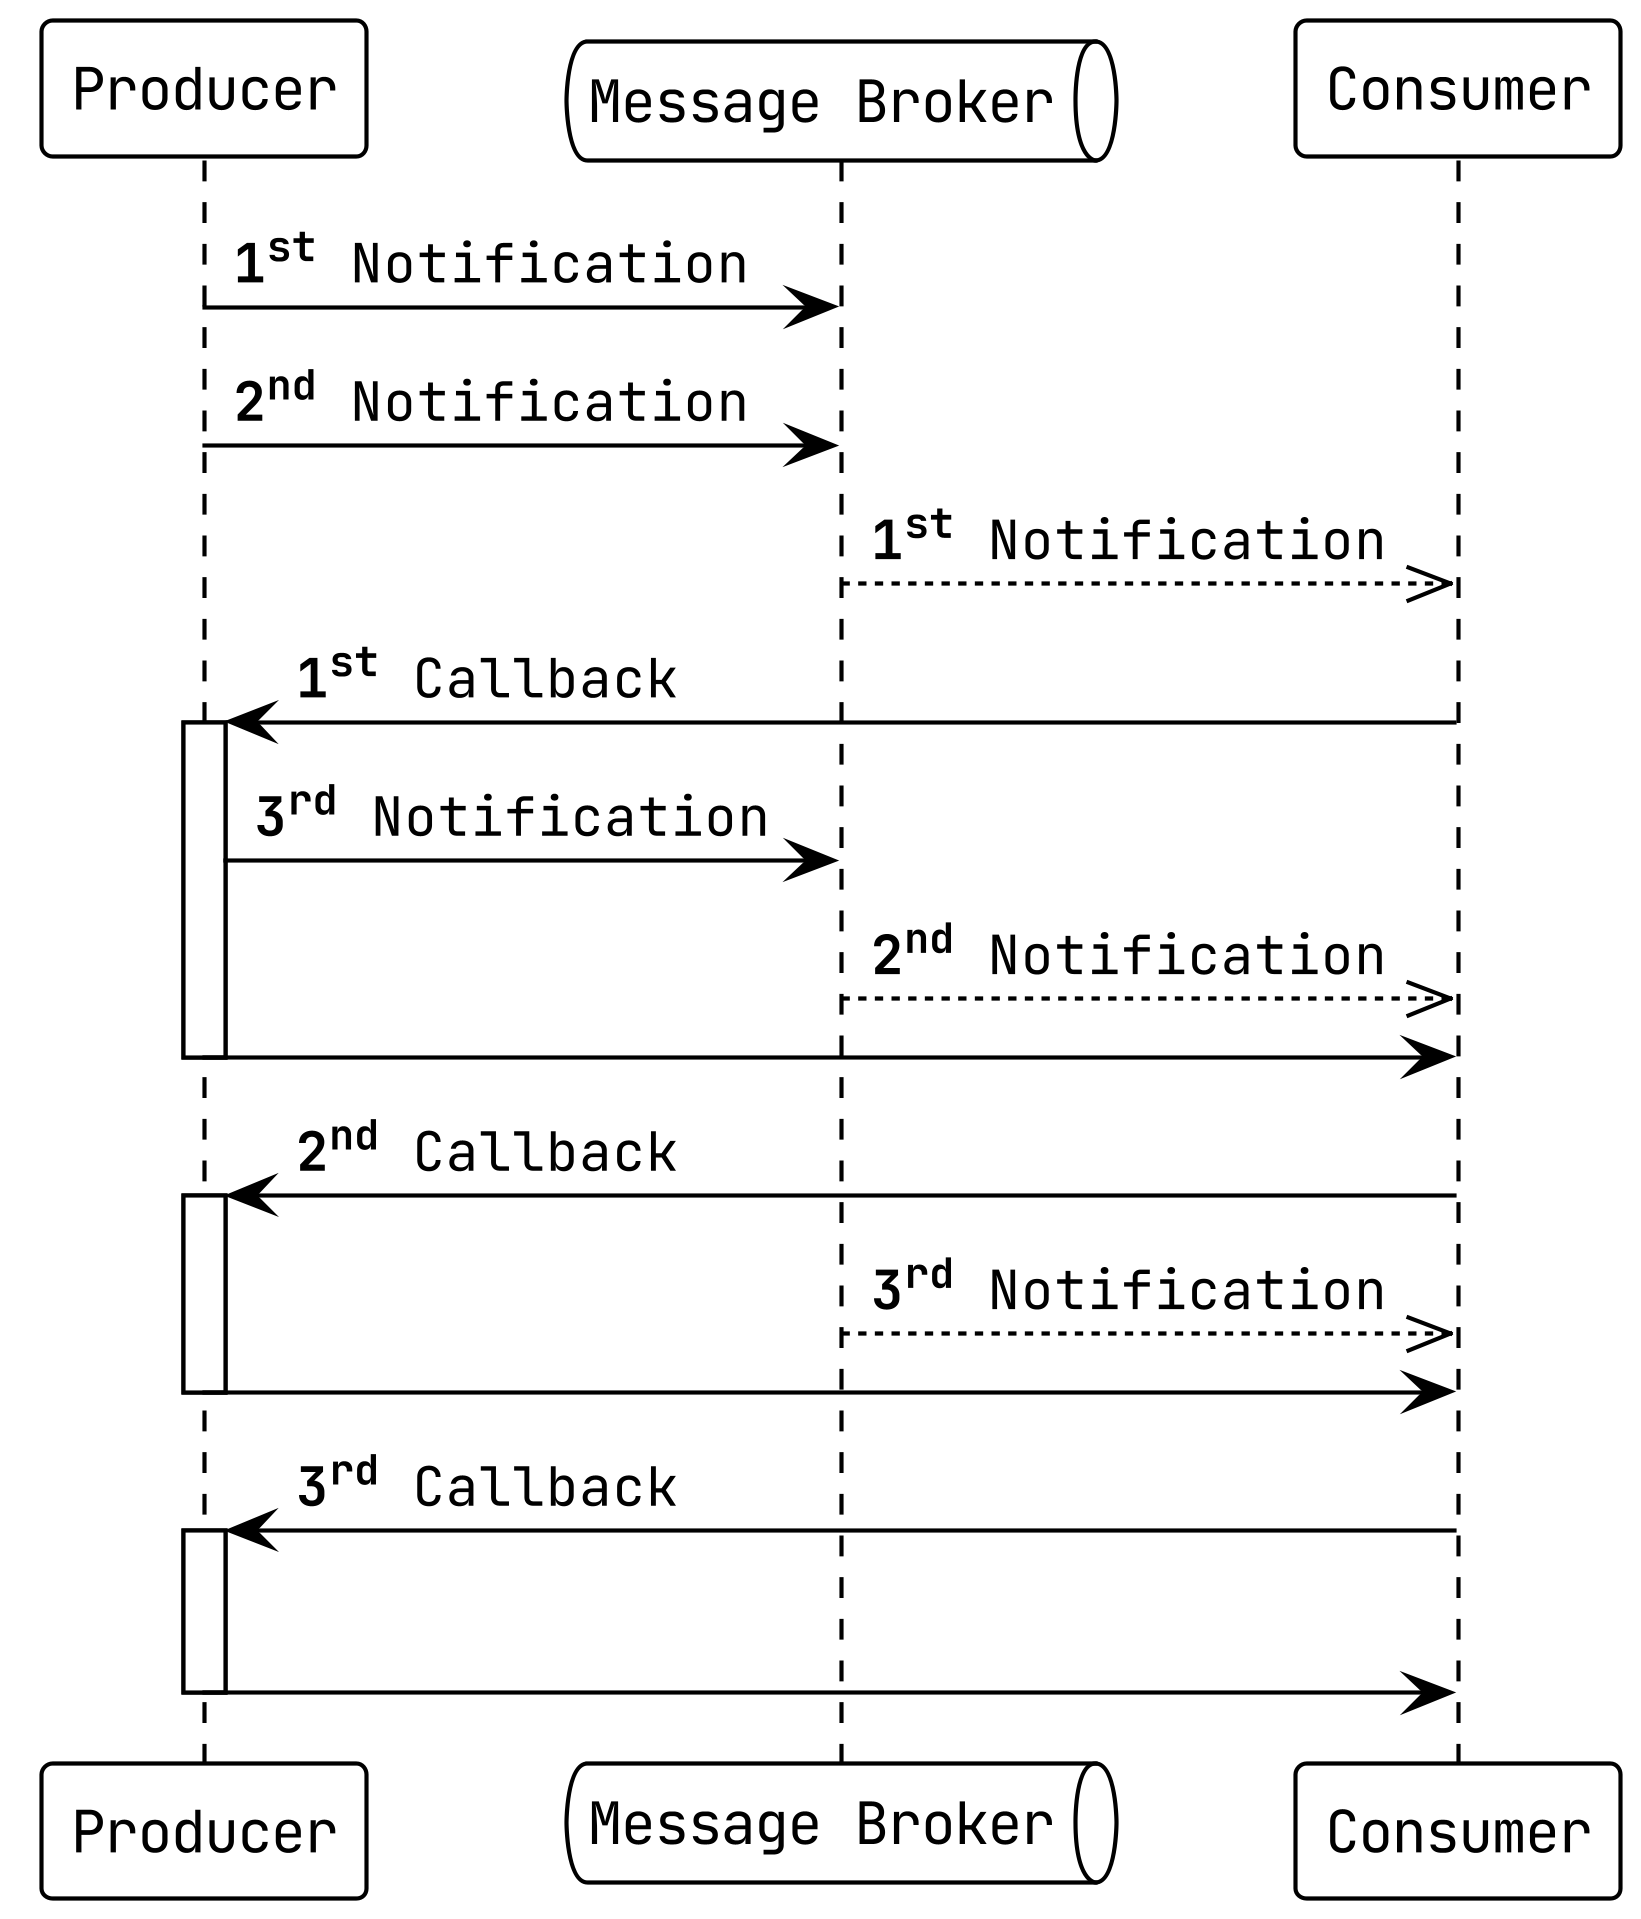 Producer
Message Broker
Consumer
1st Notification
2nd Notification
1st Notification
1st Callback
3rd Notification
2nd Notification
2nd Callback
3rd Notification
3rd Callback
Producer
Message Broker
Consumer